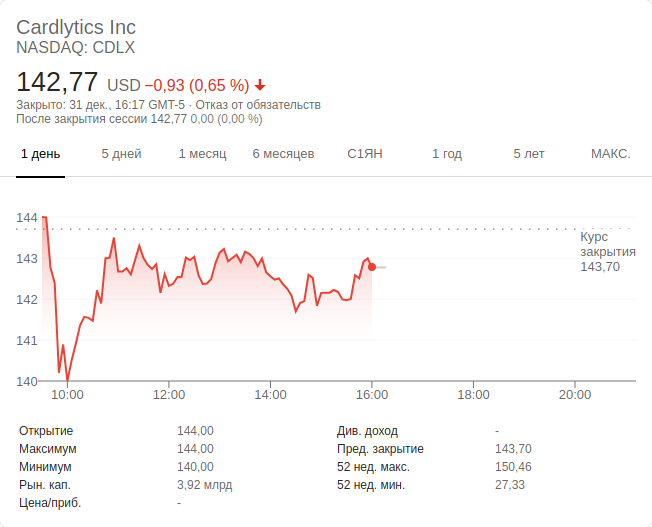 Cardlytics Inc
NASDAQ: CDLX
142,77 USD −0,93 (0,65 %)
Закрыто: 31 дек., 16:17 GMT-5 · Отказ от обязательств
После закрытия сессии 142,77 0,00 (0,00 %)
1 день 5 дней 1 месяц 6 месяцев С1ЯН 1 год 5 лет МАКС.
144
Курс
закрытия
143,70
143
142
141
140
10:00 12:00 14:00 16:00 18:00 20:00
Открытие 144,00 Див. доход -
Максимум 144,00 Пред. закрытие 143,70
Минимум 140,00 52 нед. макс. 150,46
Рын. кап. 3,92 млрд 52 нед. мин. 27,33
Цена/приб. -